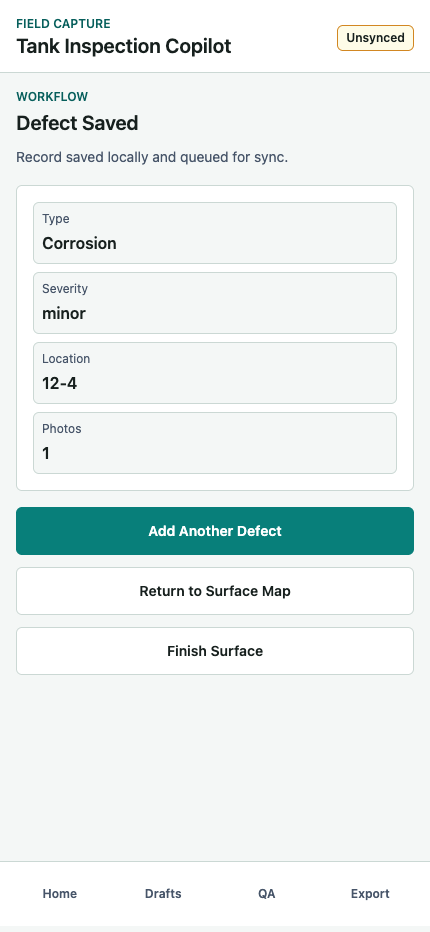 FIELD CAPTURE
Tank Inspection Copilot
Unsynced
WORKFLOW
Defect Saved
Record saved locally and queued for sync.
Type
Corrosion
Severity
minor
Location
12-4
Photos
1
Add Another Defect
Return to Surface Map
Finish Surface
Home
Drafts
QA
Export